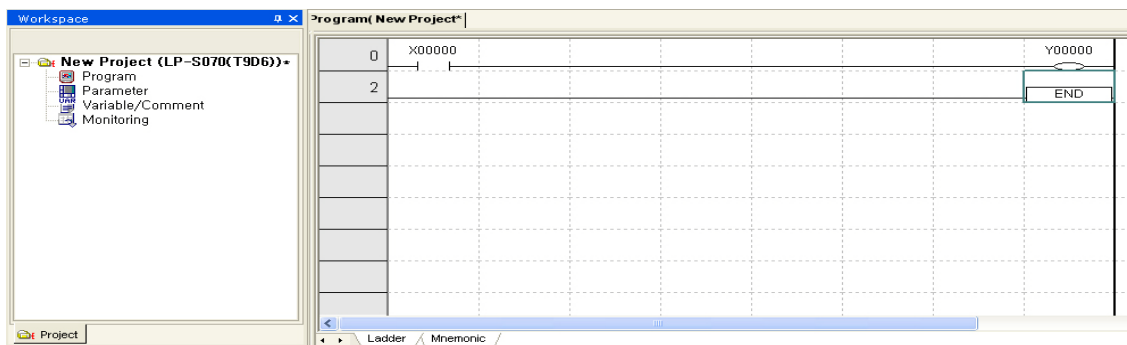 Workspace
Program( New Project*
New Project (LP-S070(T9D6))*
Program
Parameter
Variable/Comment
Monitoring
Project
0
X00000
Y00000
2
END
Ladder
Mnemonic